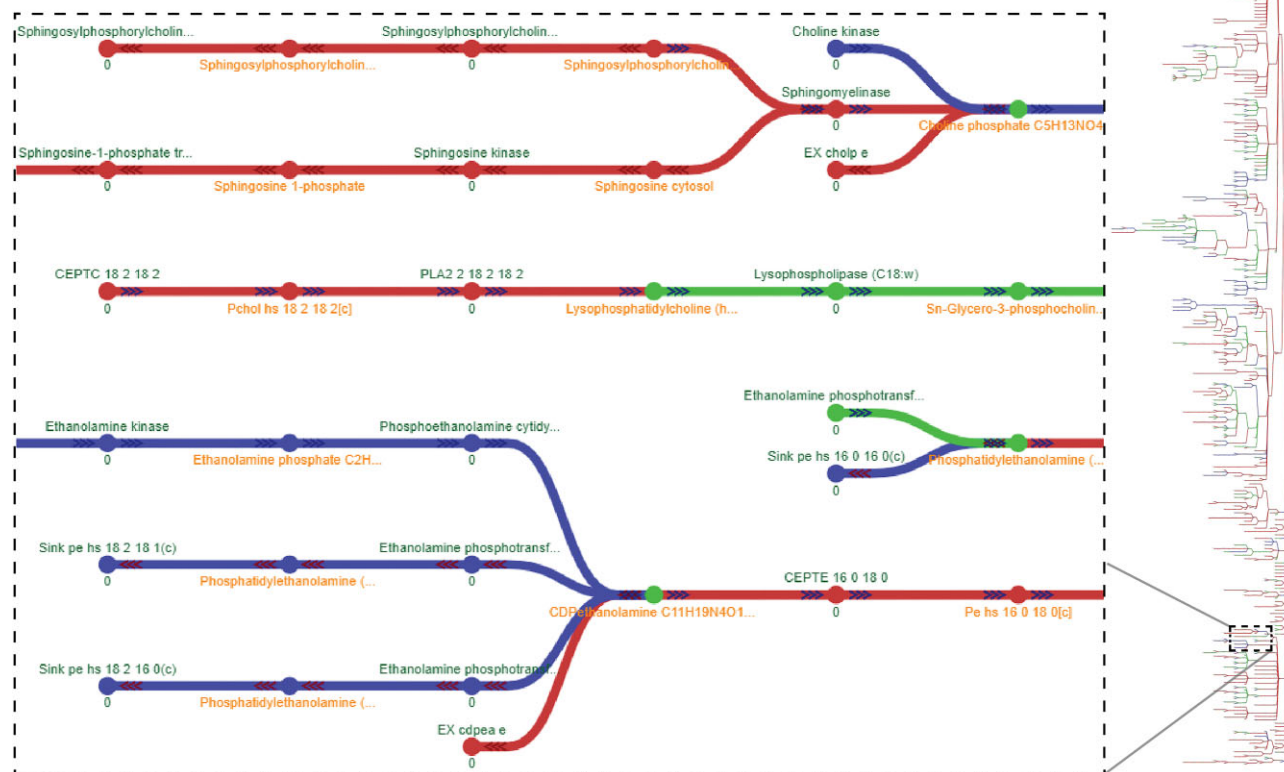 Sphingosylphosphorylcholin...
Sphingosylphosphorylcholin...
Choline kinase
0
0
0
Sphingosylphosphorylcholin...
Sphingosylphosphorylcholin...
Sphingomyelinase
0
Choline phosphate C5H13NO4
Sphingosine-1-phosphate tr...
Sphingosine kinase
EX cholp e
0
0
0
Sphingosine 1-phosphate
Sphingosine cytosol
CEPTC 18 2 18 2
PLA2 2 18 2 18 2
Lysophospholipase (C18:w)
0
0
0
Pchol hs 18 2 18 2[c]
Lysophosphatidylcholine (h...
Sn-Glycero-3-phosphocholin...
Ethanolamine phosphotransf...
0
Ethanolamine kinase
Phosphoethanolamine cytidy...
0
0
Ethanolamine phosphate C2H...
Sink pe hs 16 0 16 0(c)
Phosphatidylethanolamine (...
0
Sink pe hs 18 2 18 1(c)
Ethanolamine phosphotransf...
0
0
Phosphatidylethanolamine (...
CEPTE 16 0 18 0
0
CDPethanolamine C11H19N4O1...
Pe hs 16 0 18 0[c]
Sink pe hs 18 2 16 0(c)
Ethanolamine phosphotransf...
0
0
Phosphatidylethanolamine (...
EX cdpea e
0